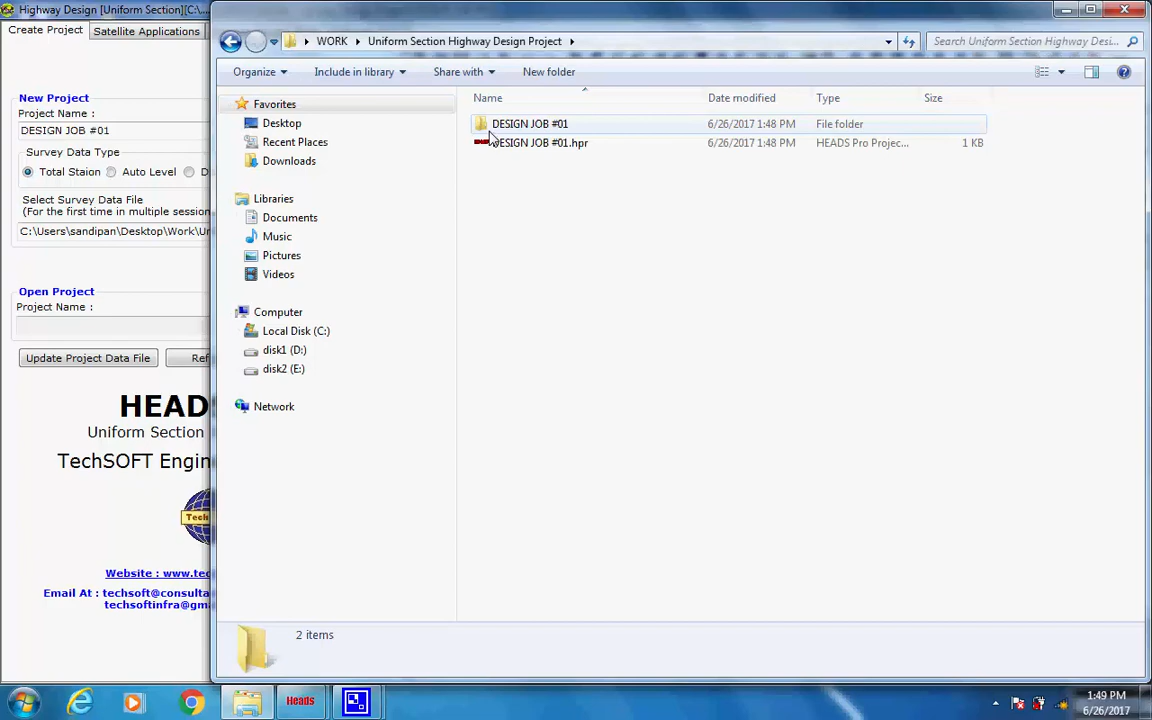 Highway Design [Uniform Section][C:\...
Create Project
Satellite Applications
New Project
Project Name :
DESIGN JOB #01
Survey Data Type
Total Staion
Auto Level
D
Select Survey Data File
(For the first time in multiple session
C:\Users\sandipan\Desktop\Work\Un
Open Project
Project Name :
Update Project Data File
Ref
HEADS
Uniform Section
TechSOFT Engin
Tech
Website : www.tec
Email At : techsoft@consulta
techsoftinfra@gma
WORK
Uniform Section Highway Design Project
Search Uniform Section Highway Desi...
Organize
Include in library
Share with
New folder
Favorites
Desktop
Recent Places
Downloads
Libraries
Documents
Music
Pictures
Videos
Computer
Local Disk (C:)
disk1 (D:)
disk2 (E:)
Network
Name
Date modified
Type
Size
DESIGN JOB #01
6/26/2017 1:48 PM
File folder
DESIGN JOB #01.hpr
6/26/2017 1:48 PM
HEADS Pro Projec...
1 KB
2 items
Heads
1:49 PM
6/26/2017